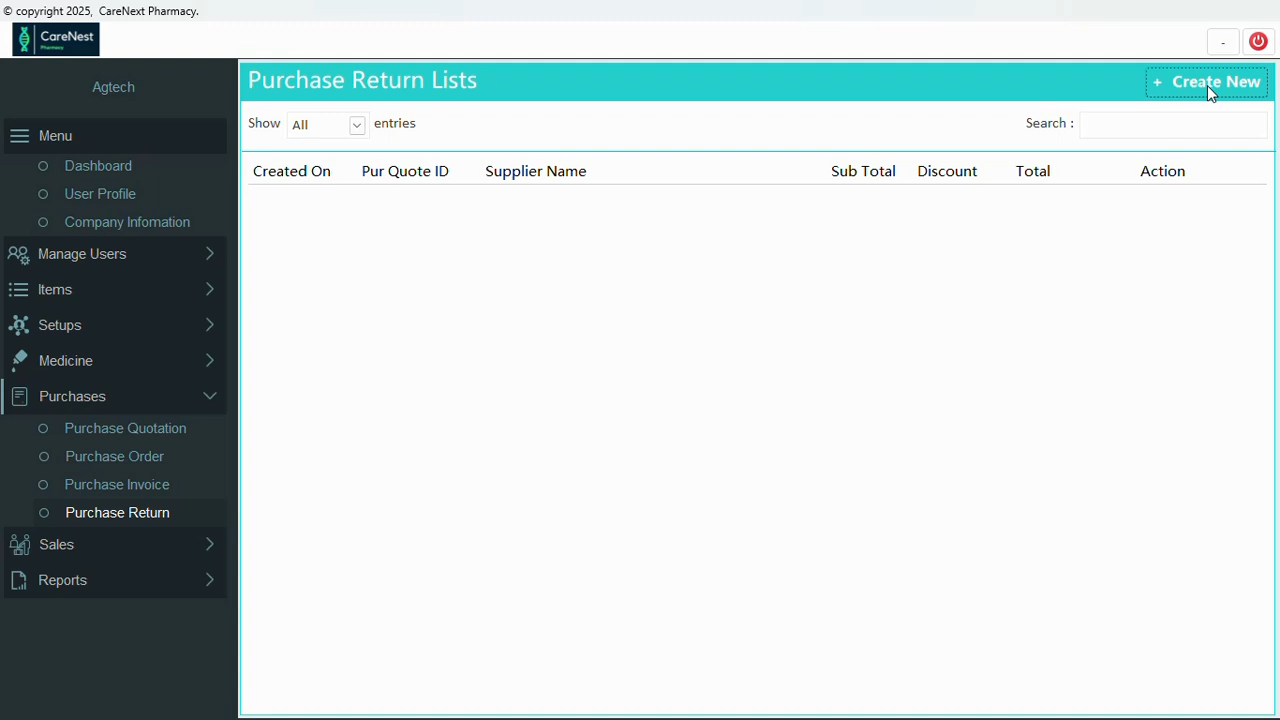 © copyright 2025, CareNext Pharmacy.
CareNest
Pharmacy
-
Agtech
Purchase Return Lists
+ Create New
Show All entries
Search :
Menu
Created On Pur Quote ID Supplier Name Sub Total Discount Total Action
Dashboard
User Profile
Company Infomation
Manage Users
Items
Setups
Medicine
Purchases
Purchase Quotation
Purchase Order
Purchase Invoice
Purchase Return
Sales
Reports